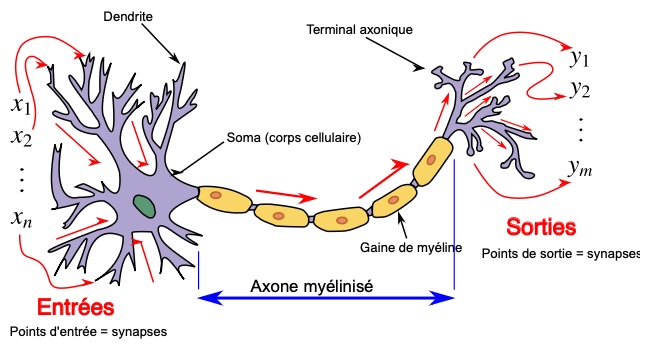 Dendrite
Terminal axonique
x1
x2
⋮
xn
Soma (corps cellulaire)
y1
y2
⋮
ym
Gaine de myéline
Sorties
Points de sortie = synapses
Axone myélinisé
Entrées
Points d'entrée = synapses